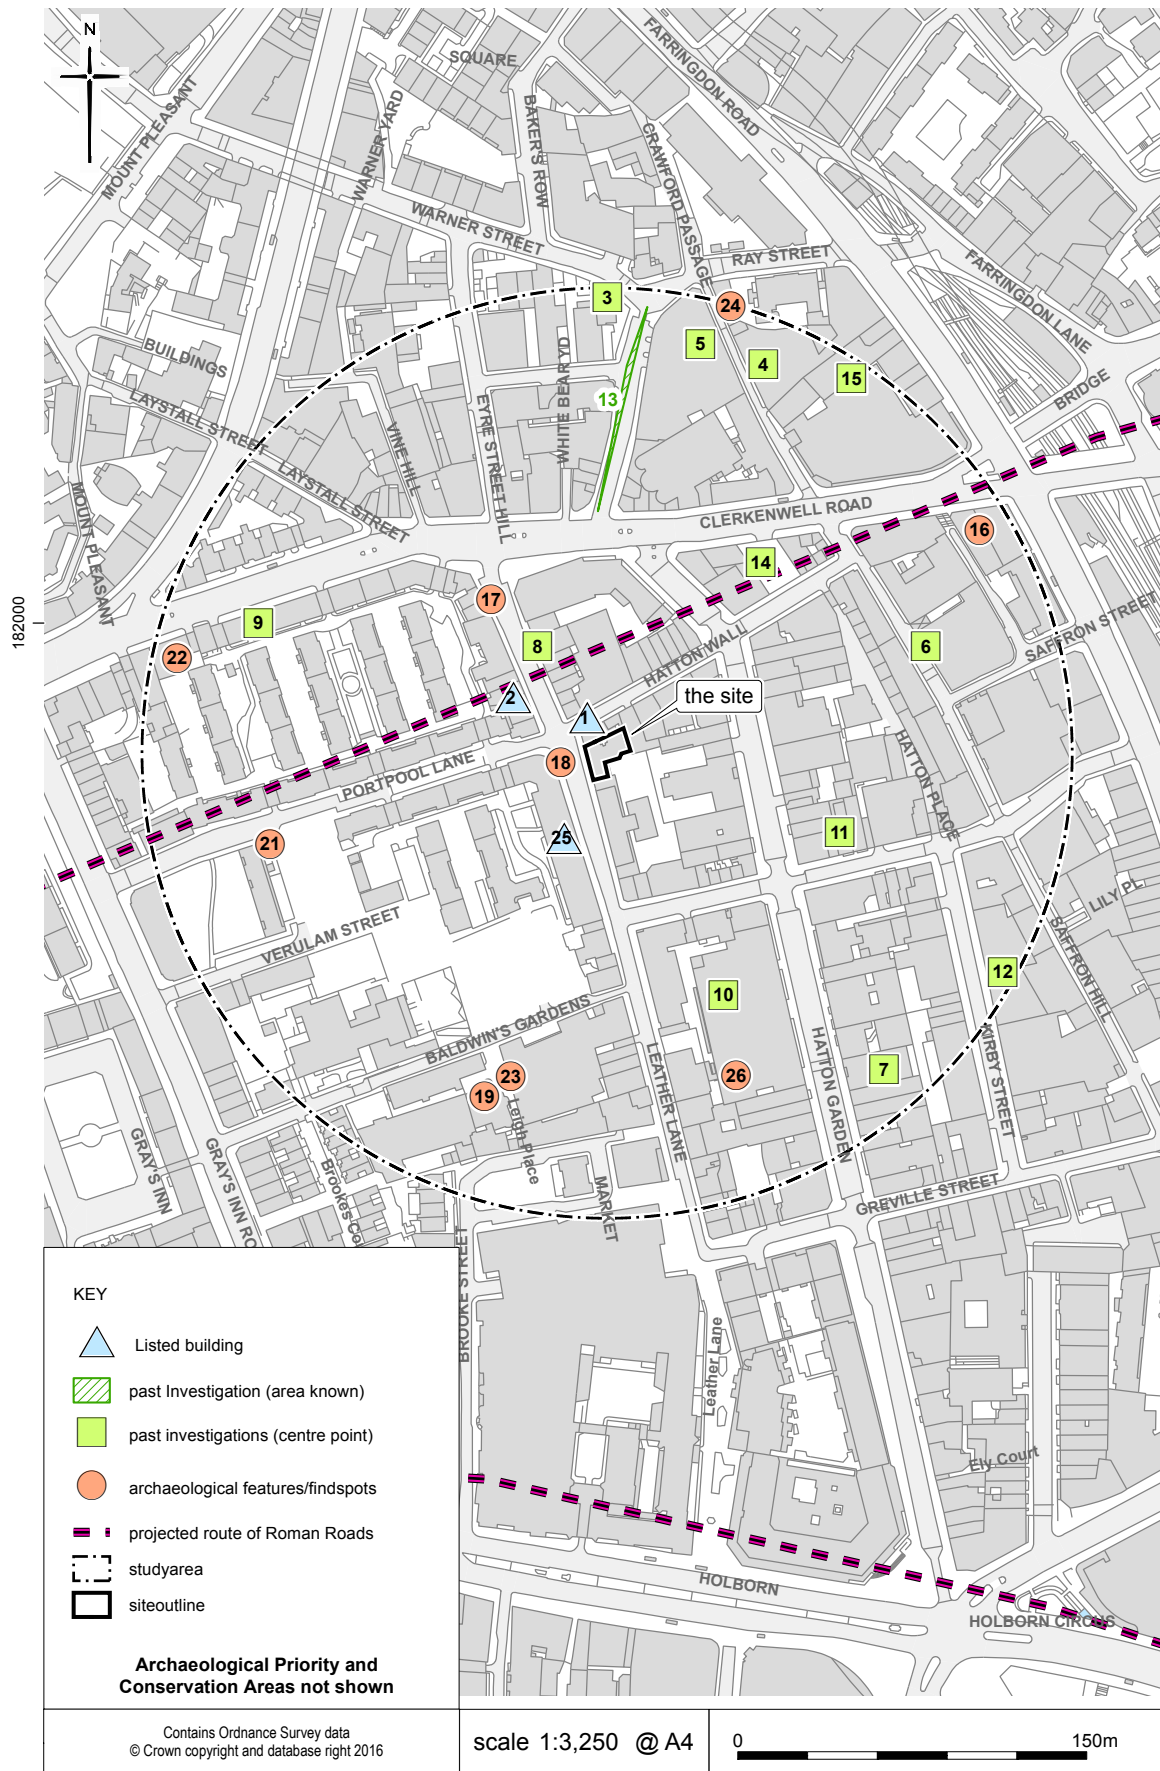 N
SQUARE
FARRINGDON ROAD
MOUNT PLEASANT
WARNER YARD
BAKER'S ROW
CRAWFORD PASSAGE
WARNER STREET
RAY STREET
FARRINGDON LANE
3
24
5
4
15
BUILDINGS
WHITE BEAR YD
13
BRIDGE
LAYSTALL STREET
VINE HILL
EYRE STREET HILL
LAYSTALL STREET
MOUNT PLEASANT
CLERKENWELL ROAD
16
14
17
182000
9
22
8
6
SAFFRON STREET
HATTON WALL
2
1
the site
18
HATTON PLACE
PORTPOOL LANE
21
25
11
LILY PL
VERULAM STREET
SAFFRON HILL
10
12
BALDWIN'S GARDENS
LEATHER LANE
HATTON GARDEN
KIRBY STREET
23
19
26
7
Leigh Place
GRAY'S INN
GRAY'S INN RO
Brookes Co
MARKET
GREVILLE STREET
BROOKE STREET
Leather Lane
Ely Court
HOLBORN
HOLBORN CIRCUS
KEY
Listed building
past Investigation (area known)
past investigations (centre point)
archaeological features/findspots
projected route of Roman Roads
studyarea
siteoutline
Archaeological Priority and
Conservation Areas not shown
Contains Ordnance Survey data
© Crown copyright and database right 2016
scale 1:3,250 @ A4
0 150m